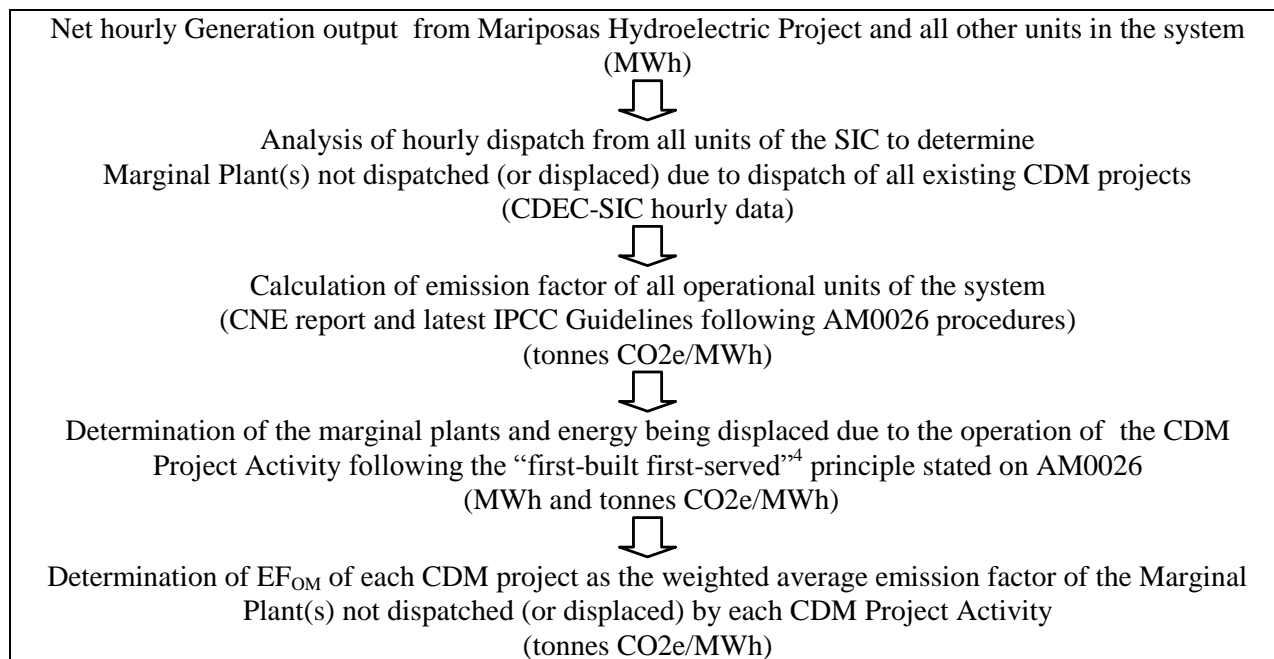 Net hourly Generation output from Mariposas Hydroelectric Project and all other units in the system
(MWh)
Analysis of hourly dispatch from all units of the SIC to determine
Marginal Plant(s) not dispatched (or displaced) due to dispatch of all existing CDM projects
(CDEC-SIC hourly data)
Calculation of emission factor of all operational units of the system
(CNE report and latest IPCC Guidelines following AM0026 procedures)
(tonnes CO2e/MWh)
Determination of the marginal plants and energy being displaced due to the operation of the CDM
Project Activity following the “first-built first-served”4 principle stated on AM0026
(MWh and tonnes CO2e/MWh)
Determination of EFOM of each CDM project as the weighted average emission factor of the Marginal
Plant(s) not dispatched (or displaced) by each CDM Project Activity
(tonnes CO2e/MWh)